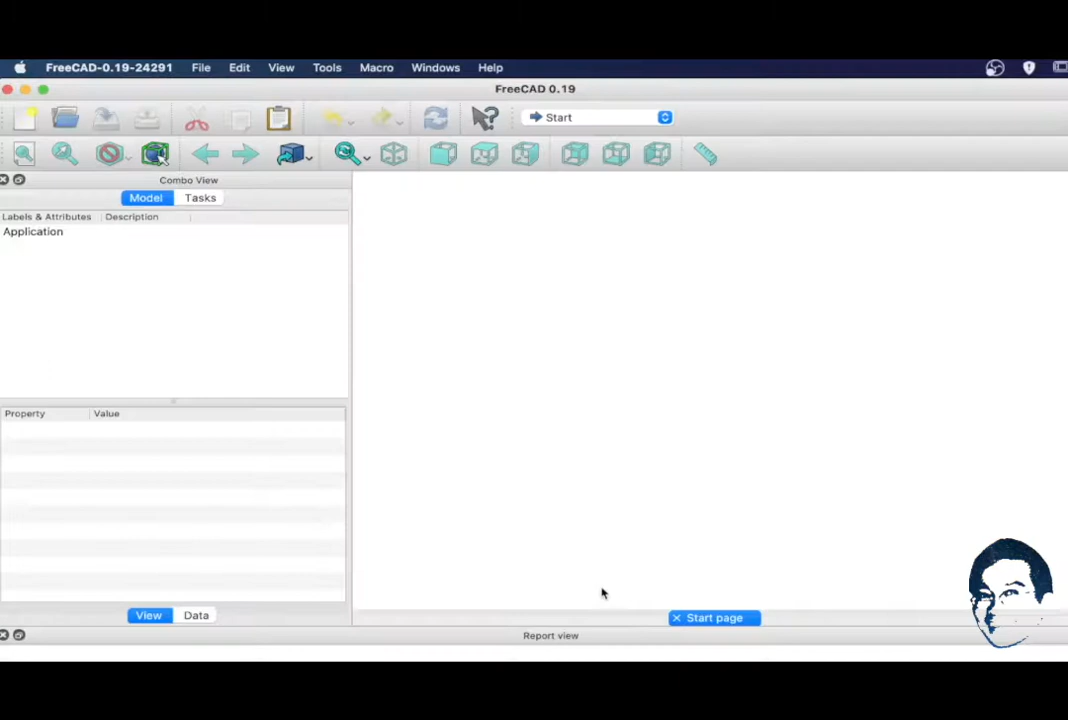 FreeCAD-0.19-24291 File Edit View Tools Macro Windows Help
FreeCAD 0.19
Start
Combo View
Model Tasks
Labels & Attributes Description
Application
Property Value
View Data
Start page
Report view